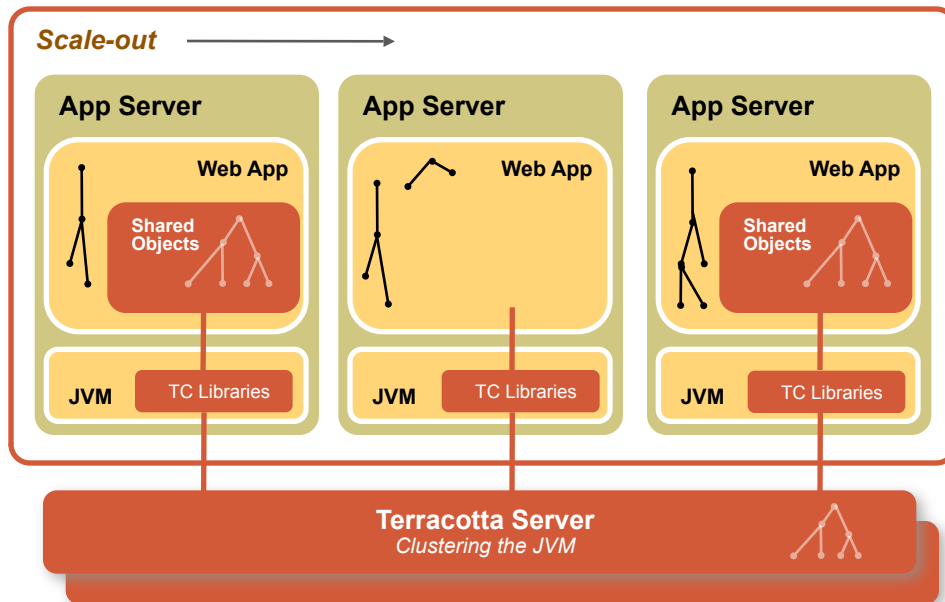 Scale-out
App Server
Web App
Shared
Objects
JVM
TC Libraries
App Server
Web App
JVM
TC Libraries
App Server
Web App
Shared
Objects
JVM
TC Libraries
Terracotta Server
Clustering the JVM